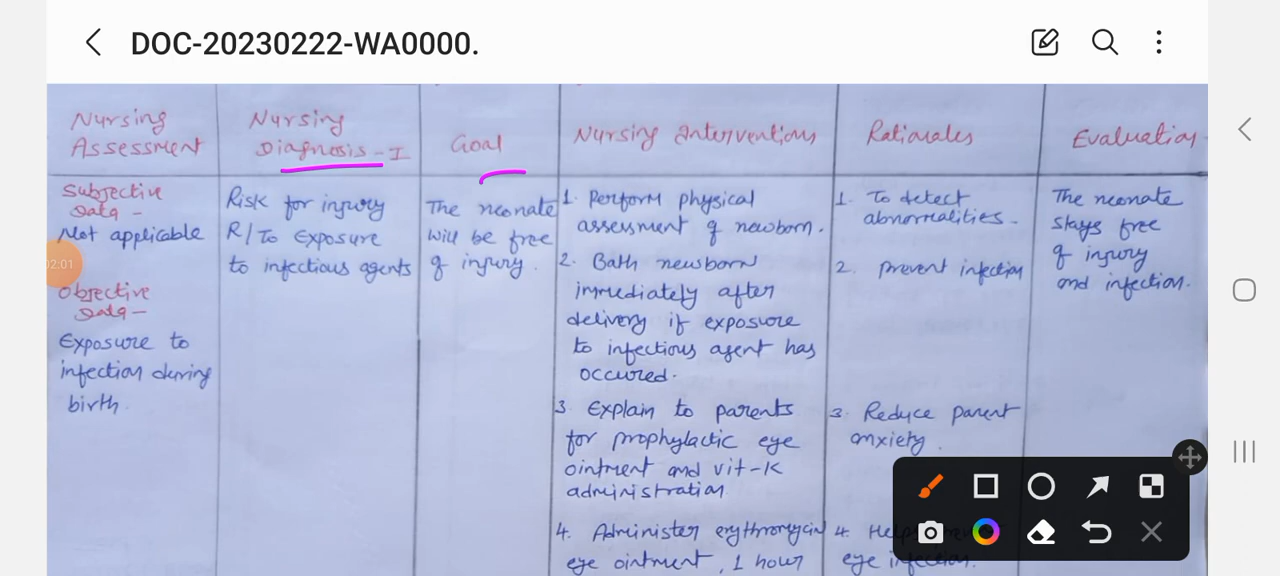 DOC-20230222-WA0000.
Nursing
Assessment
Nursing
Diagnosis - I
Goal
Nursing Interventions
Rationales
Evaluation
Subjective
Data -
Not applicable
02:01
Objective
Data -
Exposure to
infection during
birth.
Risk for injury
R/To Exposure
to infectious agents
The neonate
will be free
of injury.
1. Perform physical
assessment of newborn.
2. Bath newborn
immediately after
delivery if exposure
to infectious agent has
occured.
3 Explain to parents
for prophylactic eye
ointment and vit-K
administration
4. Administer erythromycin
eye ointment, 1 hour
1. To detect
abnormalities -
2. prevent infection
3. Reduce parent
anxiety.
4.
eye infection.
The neonate
stays free
of injury
and infection.